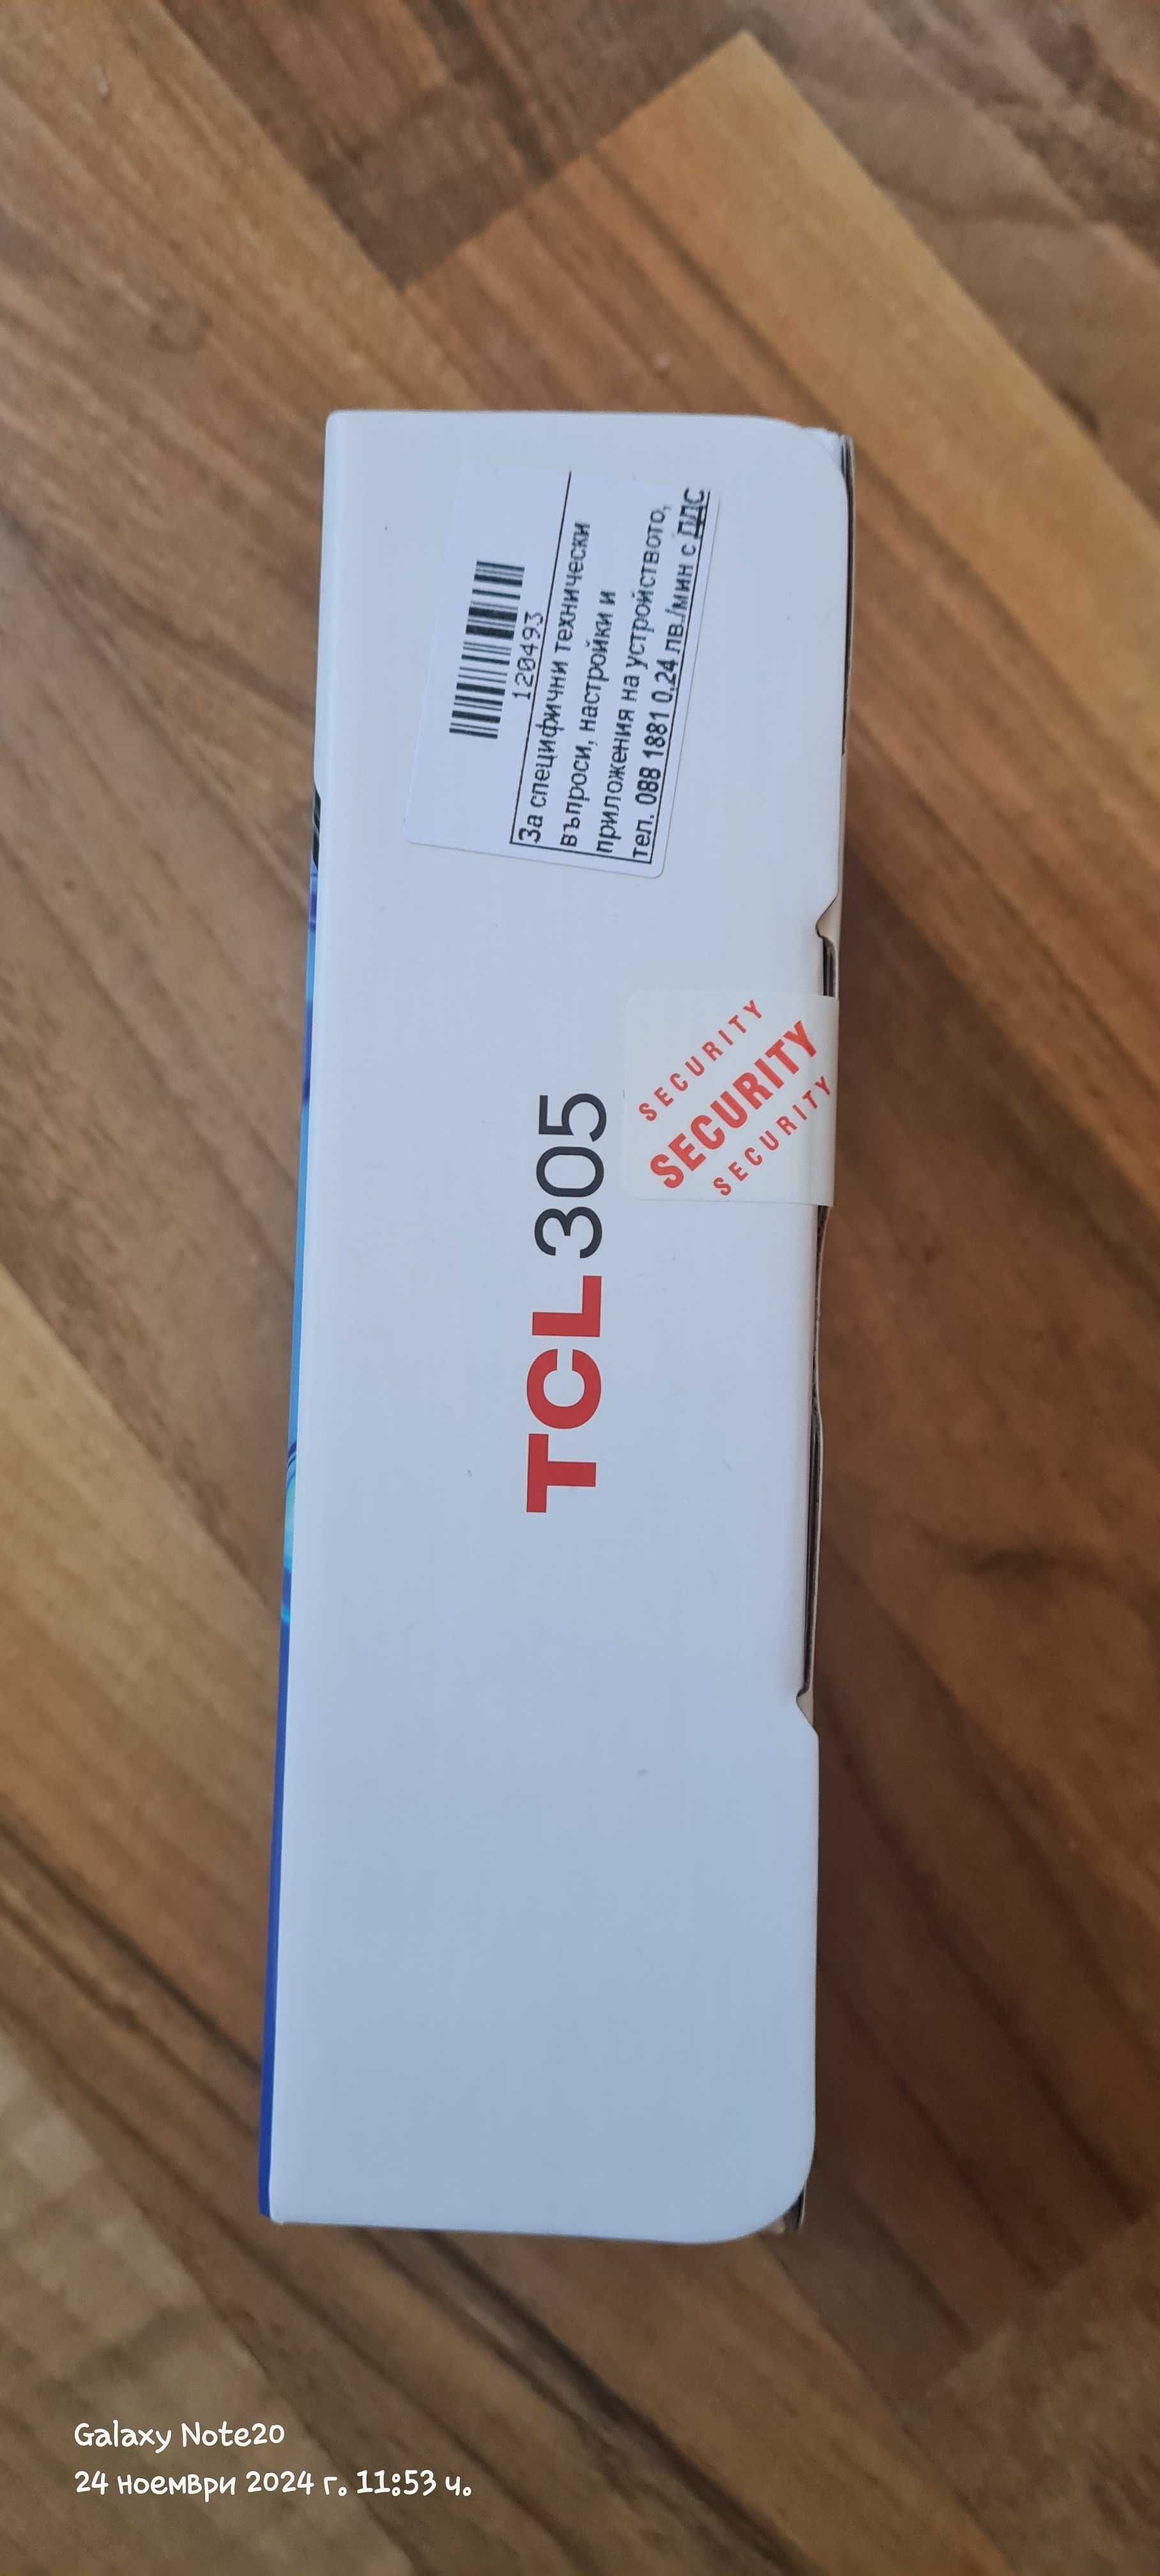 120493
За специфични технически
въпроси, настройки и
приложения на устройството,
тел. 088 1881 0.24 лв./мин с ДДС
TCL 305
SECURITY
SECURITY
SECURITY
Galaxy Note20
24 ноември 2024 г. 11:53 ч.